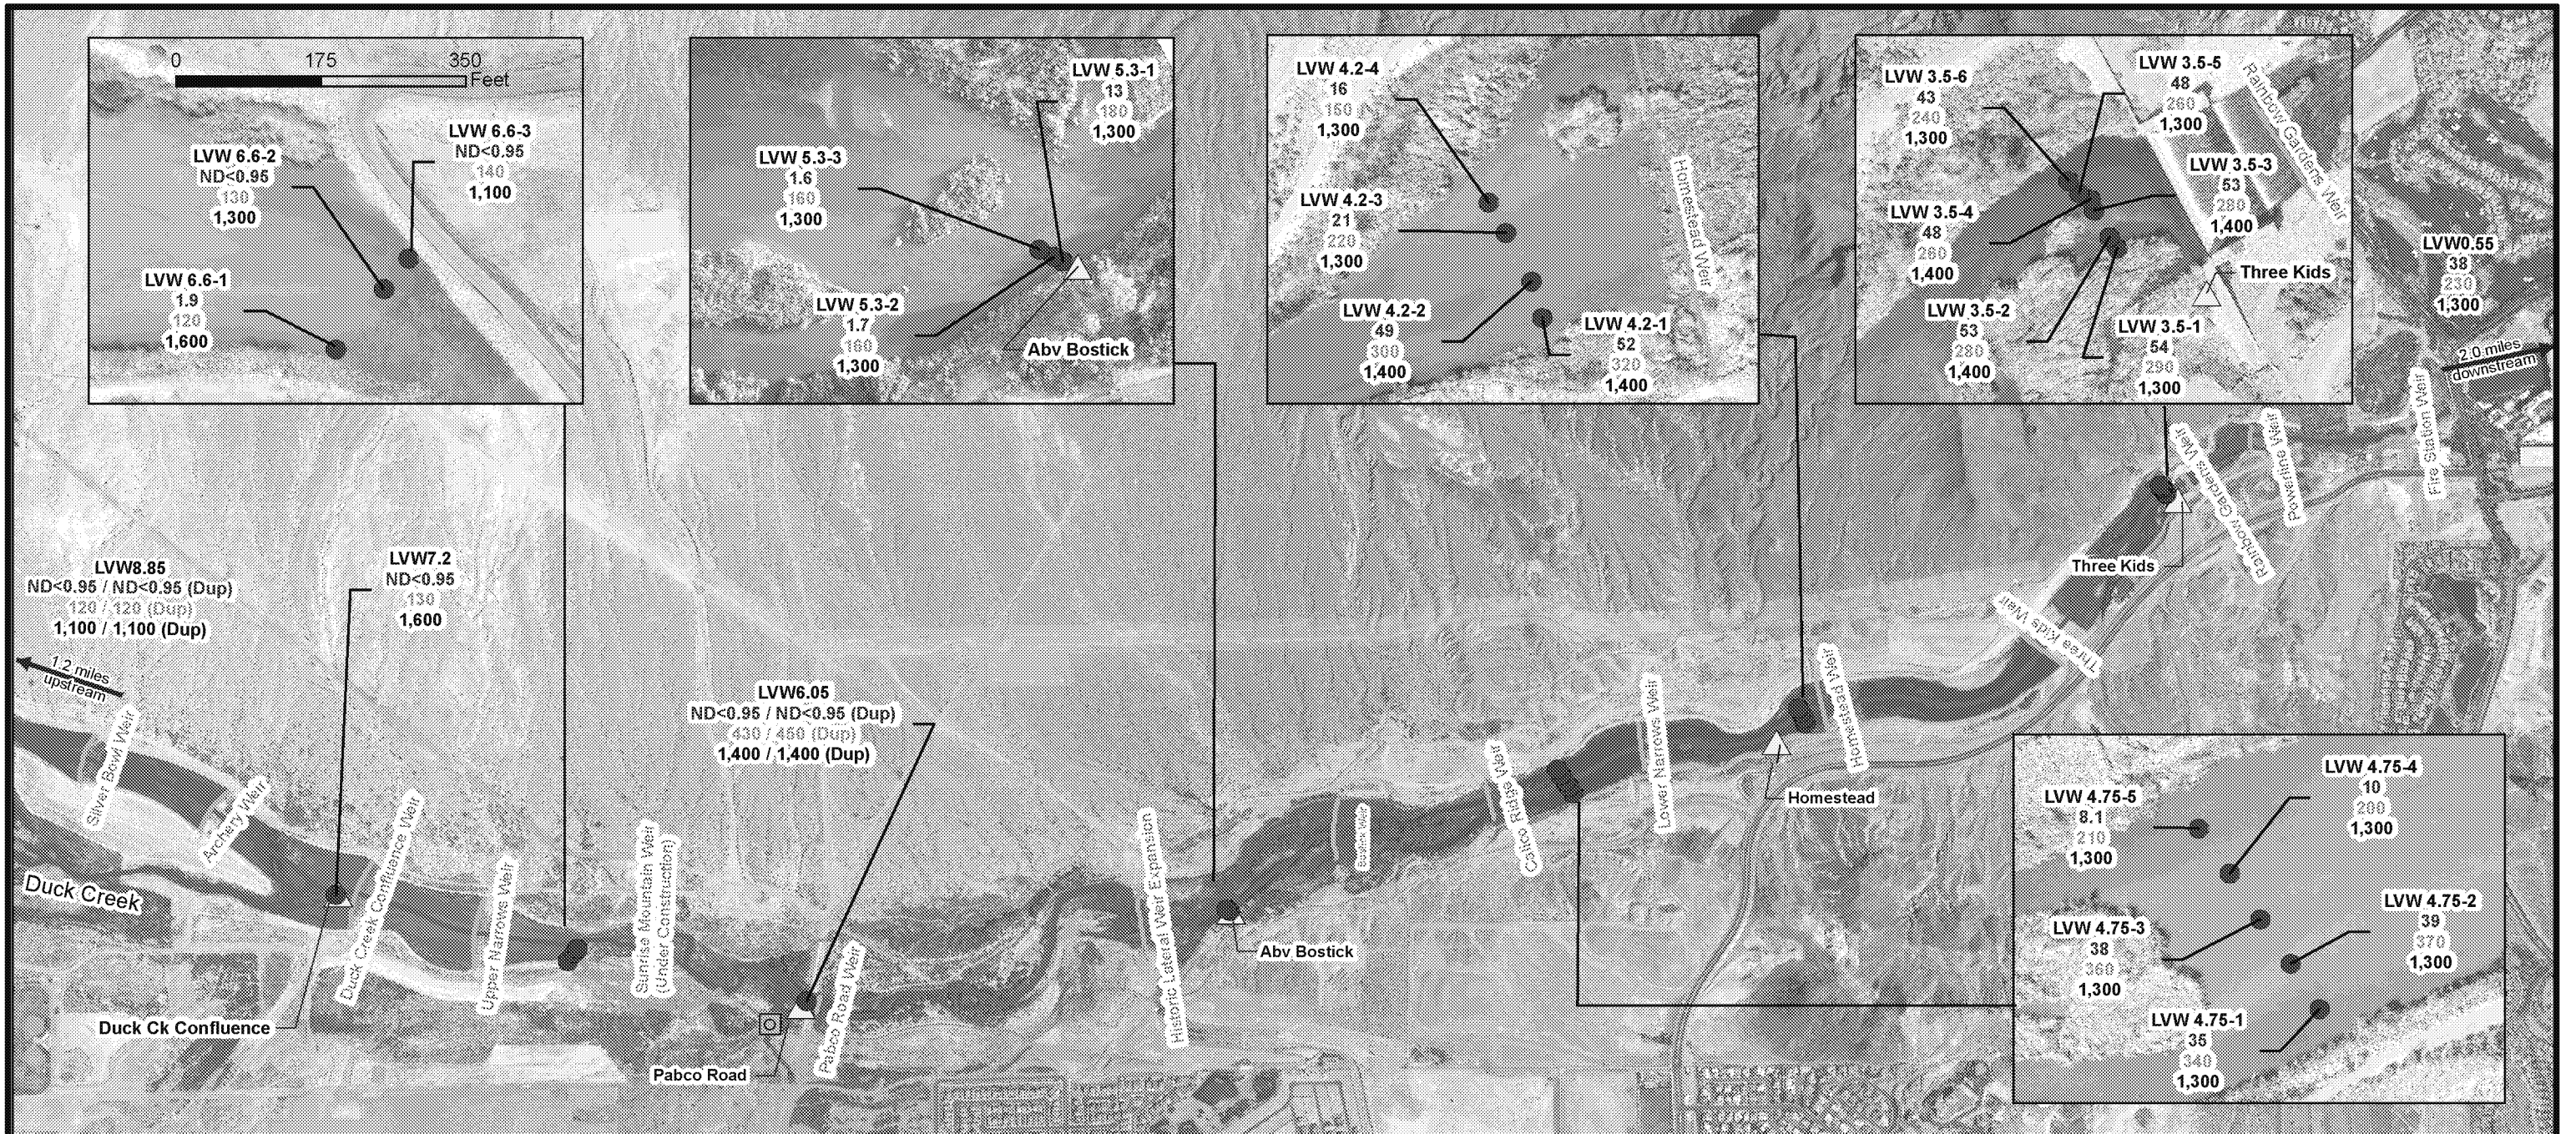 0 175 350
Feet
LVW 6.6-3
ND<0.95
140
1,100
LVW 6.6-2
ND<0.95
130
1,300
LVW 6.6-1
1.9
120
1,600
LVW 5.3-1
13
180
1,300
LVW 5.3-3
1.6
160
1,300
LVW 5.3-2
1.7
160
1,300
Abv Bostick
LVW 4.2-4
16
150
1,300
LVW 4.2-3
21
220
1,300
LVW 4.2-2
49
300
1,400
LVW 4.2-1
52
320
1,400
Homestead Weir
LVW 3.5-6
43
240
1,300
LVW 3.5-5
48
260
1,300
LVW 3.5-3
53
280
1,400
LVW 3.5-4
48
260
1,400
LVW 3.5-2
53
280
1,400
LVW 3.5-1
54
290
1,300
Rainbow Gardens Weir
Three Kids
LVW0.55
38
230
1,300
2.0 miles
downstream
Fire Station Weir
Powerline Weir
Rainbow Gardens Weir
Three Kids
Three Kids Weir
LVW8.85
ND<0.95 / ND<0.95 (Dup)
120 / 120 (Dup)
1,100 / 1,100 (Dup)
1.2 miles
upstream
LVW7.2
ND<0.95
130
1,600
LVW6.05
ND<0.95 / ND<0.95 (Dup)
430 / 450 (Dup)
1,400 / 1,400 (Dup)
Silver Bowl Weir
Archery Weir
Duck Creek
Duck Creek Confluence Weir
Upper Narrows Weir
Sunrise Mountain Weir
(Under Construction)
Duck Ck Confluence
Pabco Road
Pabco Road Weir
Historic Lateral Weir Expansion
Abv Bostick
Bostick Weir
Calico Ridge Weir
Lower Narrows Weir
Homestead Weir
Homestead
LVW 4.75-4
10
200
1,300
LVW 4.75-5
8.1
210
1,300
LVW 4.75-2
39
370
1,300
LVW 4.75-3
38
360
1,300
LVW 4.75-1
35
340
1,300